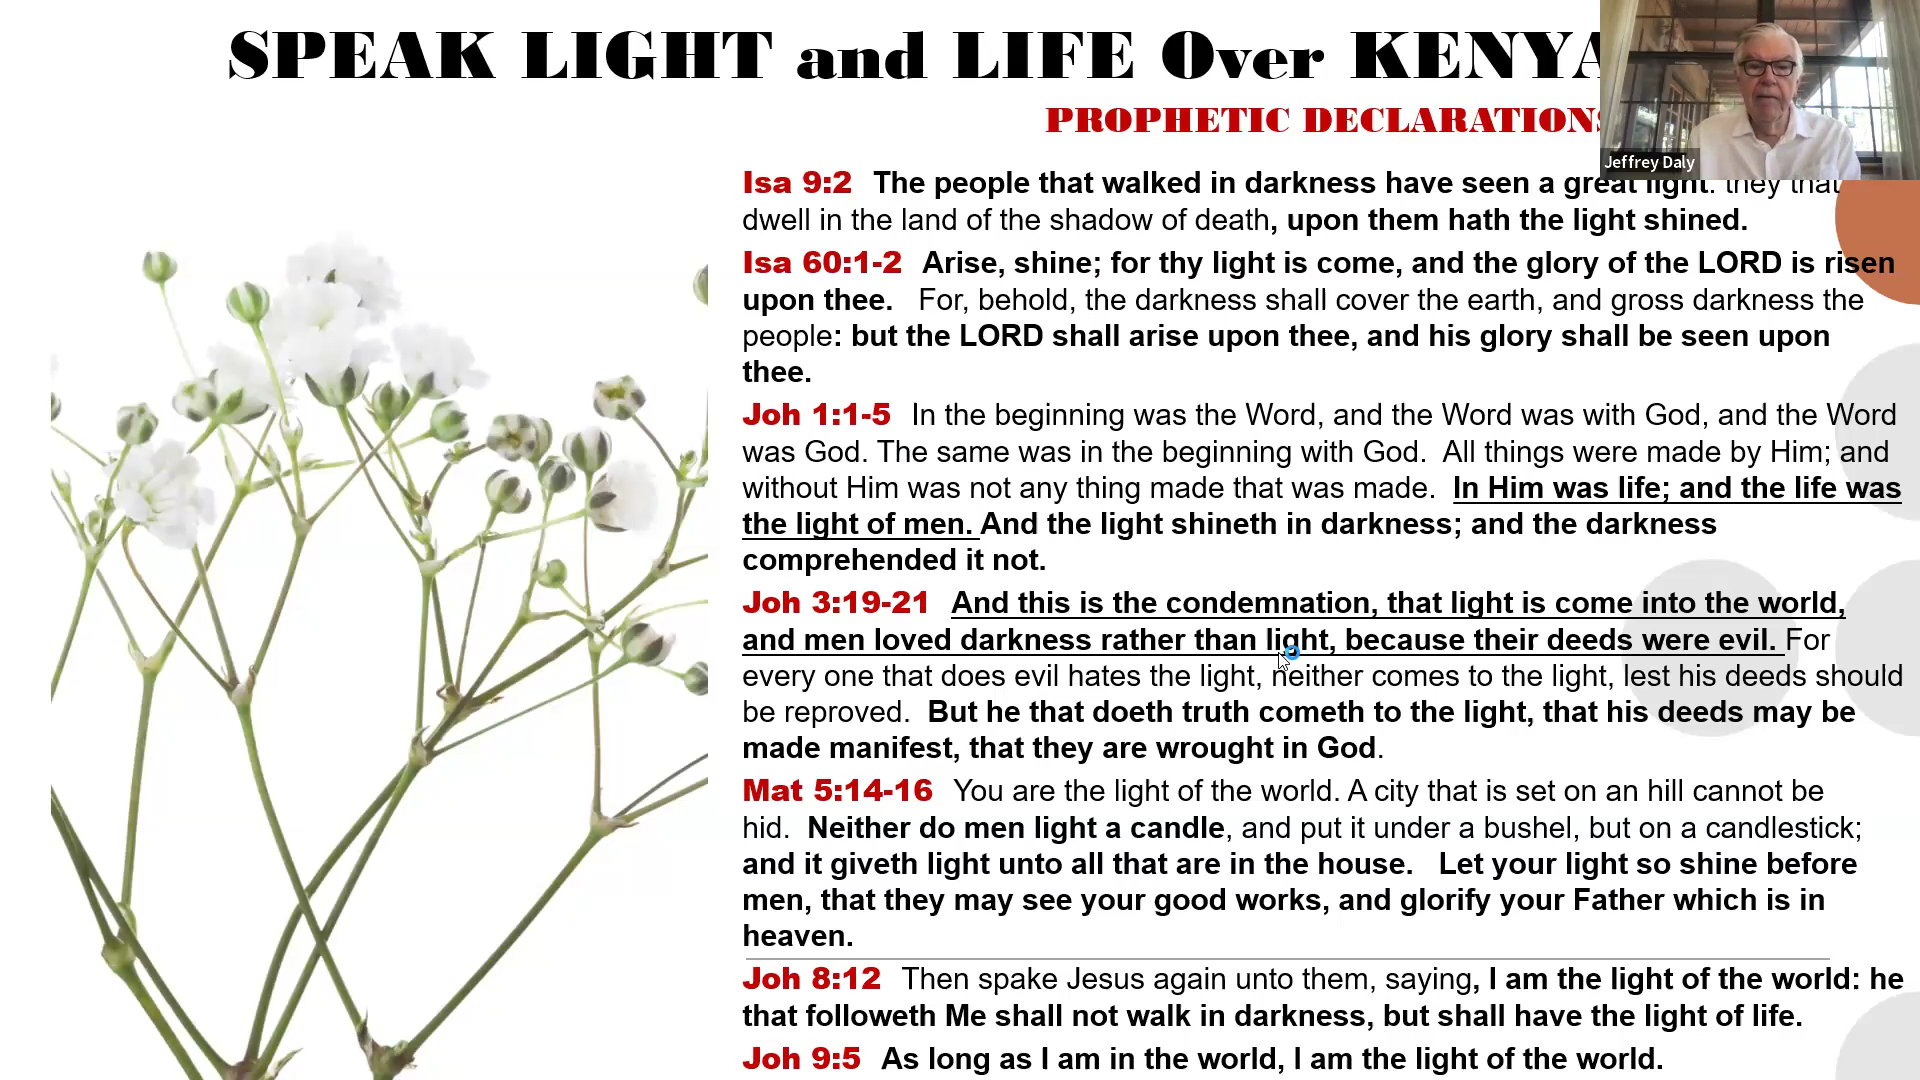 SPEAK LIGHT and LIFE Over KENYA
PROPHETIC DECLARATIONS
Jeffrey Daly
Isa 9:2 The people that walked in darkness have seen a great light: they that
dwell in the land of the shadow of death, upon them hath the light shined.
Isa 60:1-2 Arise, shine; for thy light is come, and the glory of the LORD is risen
upon thee. For, behold, the darkness shall cover the earth, and gross darkness the
people: but the LORD shall arise upon thee, and his glory shall be seen upon
thee.
Joh 1:1-5 In the beginning was the Word, and the Word was with God, and the Word
was God. The same was in the beginning with God. All things were made by Him; and
without Him was not any thing made that was made. In Him was life; and the life was
the light of men. And the light shineth in darkness; and the darkness
comprehended it not.
Joh 3:19-21 And this is the condemnation, that light is come into the world,
and men loved darkness rather than light, because their deeds were evil. For
every one that does evil hates the light, neither comes to the light, lest his deeds should
be reproved. But he that doeth truth cometh to the light, that his deeds may be
made manifest, that they are wrought in God.
Mat 5:14-16 You are the light of the world. A city that is set on an hill cannot be
hid. Neither do men light a candle, and put it under a bushel, but on a candlestick;
and it giveth light unto all that are in the house. Let your light so shine before
men, that they may see your good works, and glorify your Father which is in
heaven.
Joh 8:12 Then spake Jesus again unto them, saying, I am the light of the world: he
that followeth Me shall not walk in darkness, but shall have the light of life.
Joh 9:5 As long as I am in the world, I am the light of the world.